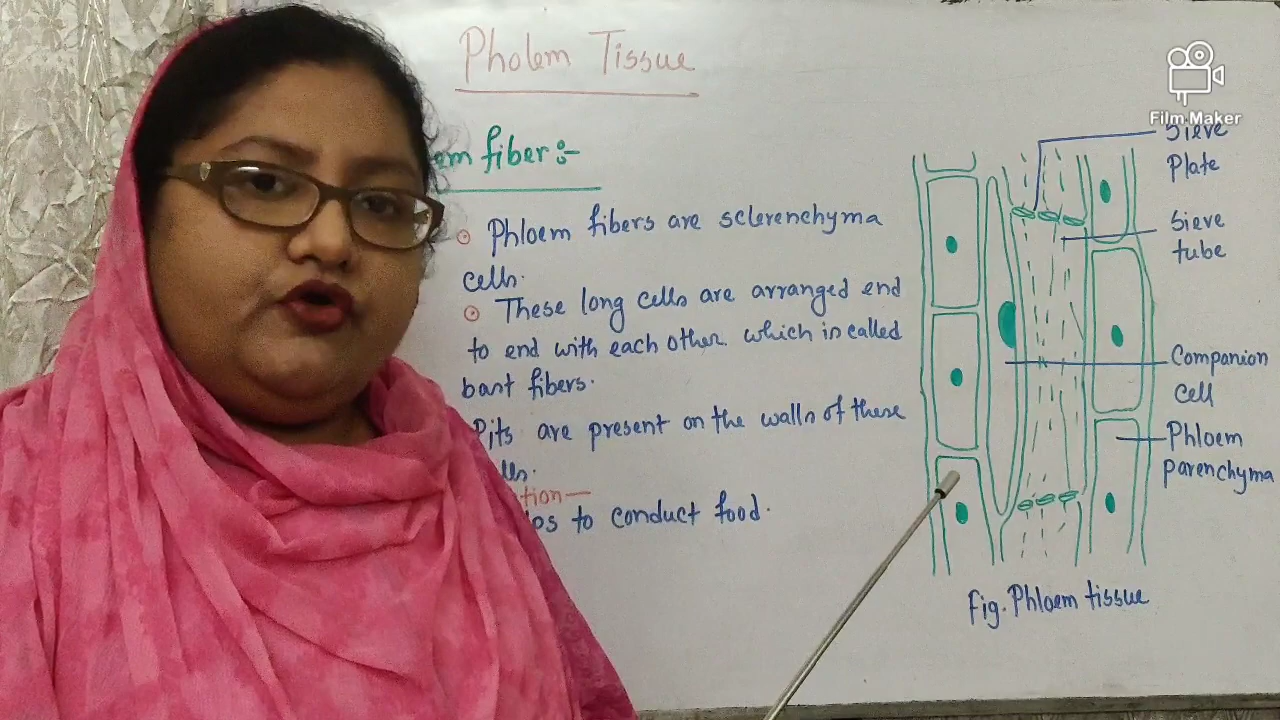 Pholem Tissue
Film Maker
em fiber:-
Phloem fibers are sclerenchyma
cells.
These long cells are arranged end
to end with each other. which is called
bast fibers.
Pits are present on the walls of these
lls.
tion—
ps to conduct food.
Sieve
Plate
Sieve
tube
Companion
cell
Phloem
parenchyma
fig. Phloem tissue